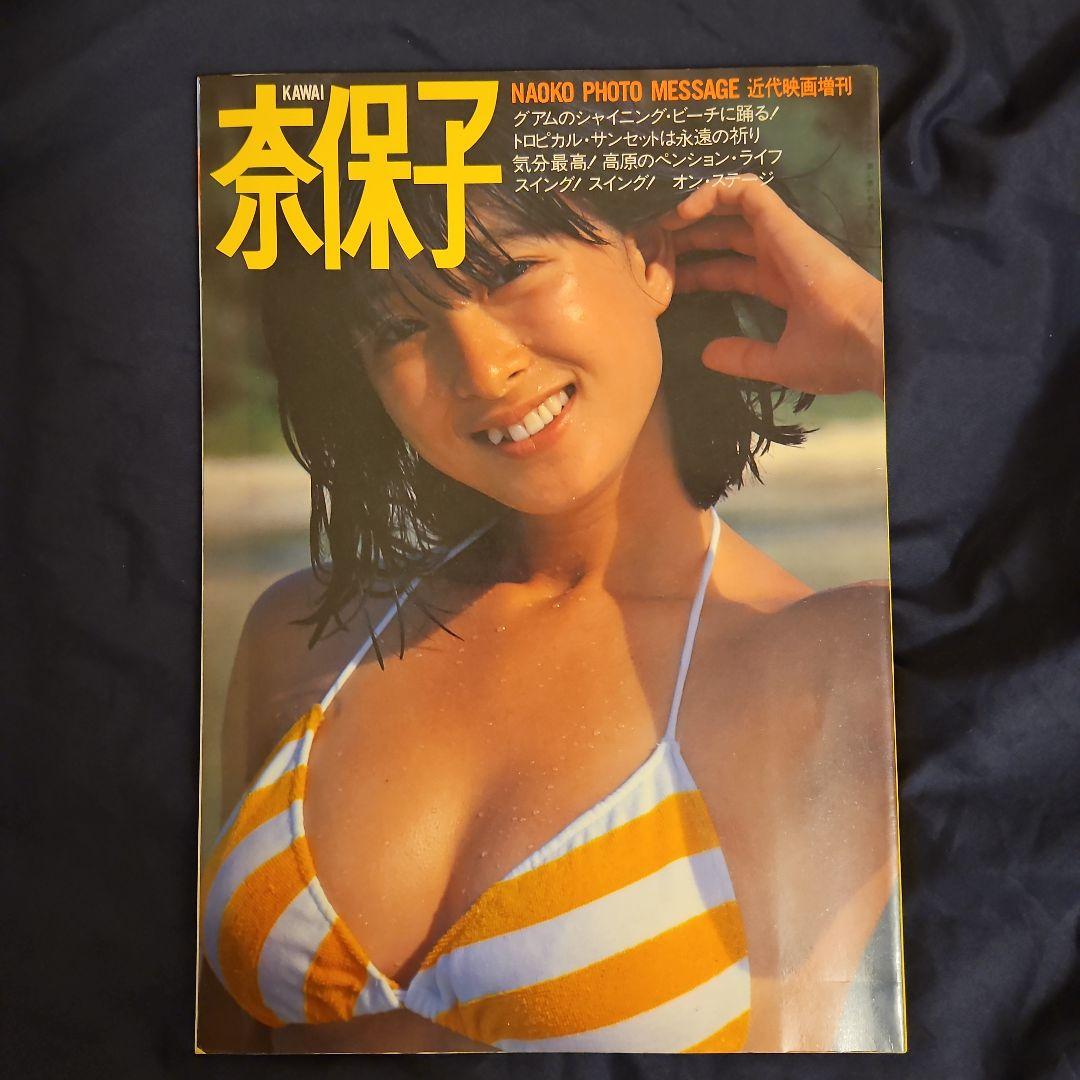 KAWAI
奈保子
NAOKO PHOTO MESSAGE 近代映画増刊
グアムのシャイニング・ビーチに踊る!
トロピカル・サンセットは永遠の祈り
気分最高! 高原のペンション・ライフ
スイング! スイング! オン・ステージ